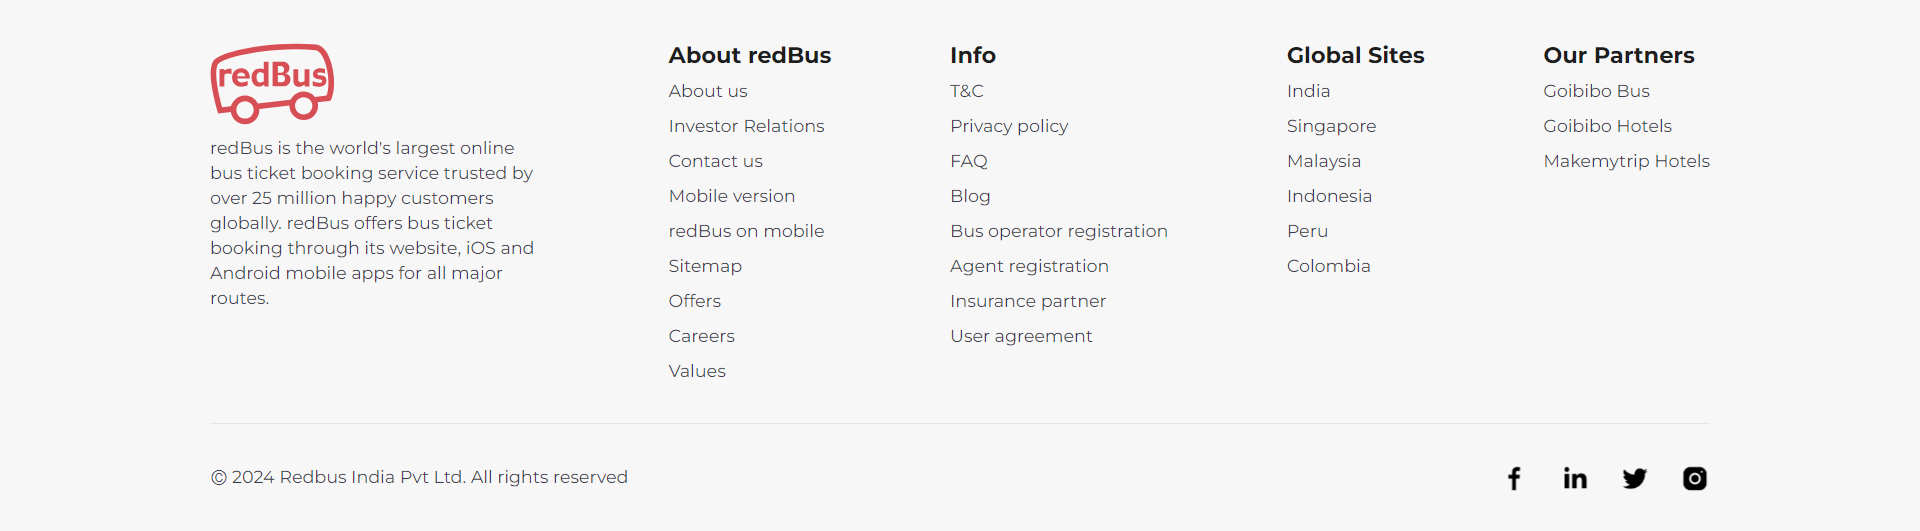 redBus
redBus is the world's largest online
bus ticket booking service trusted by
over 25 million happy customers
globally. redBus offers bus ticket
booking through its website, iOS and
Android mobile apps for all major
routes.
About redBus
About us
Investor Relations
Contact us
Mobile version
redBus on mobile
Sitemap
Offers
Careers
Values
Info
T&C
Privacy policy
FAQ
Blog
Bus operator registration
Agent registration
Insurance partner
User agreement
Global Sites
India
Singapore
Malaysia
Indonesia
Peru
Colombia
Our Partners
Goibibo Bus
Goibibo Hotels
Makemytrip Hotels
© 2024 Redbus India Pvt Ltd. All rights reserved